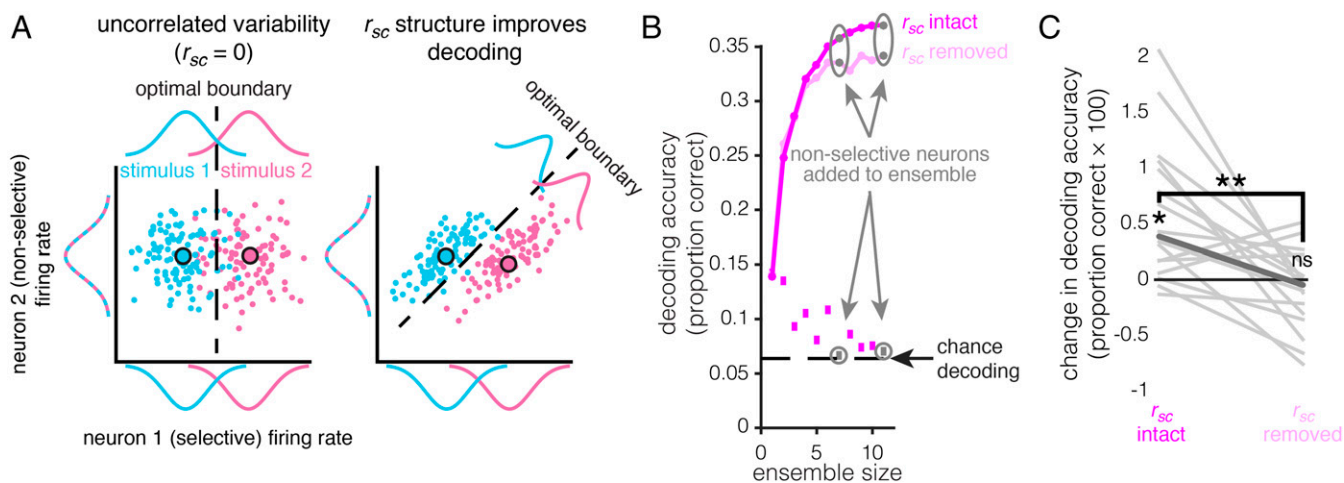 A
uncorrelated variability
(rsc = 0)
optimal boundary
stimulus 1
stimulus 2
neuron 2 (non-selective)
firing rate
rsc structure improves
decoding
optimal boundary
neuron 1 (selective) firing rate
B
decoding accuracy
(proportion correct)
0.35
0.3
0.25
0.2
0.15
0.1
0.05
0
rsc intact
rsc removed
non-selective neurons
added to ensemble
chance
decoding
0
5
10
ensemble size
C
change in decoding accuracy
(proportion correct × 100)
2
1.5
1
0.5
0
-0.5
-1
**
*
ns
rsc
intact
rsc
removed